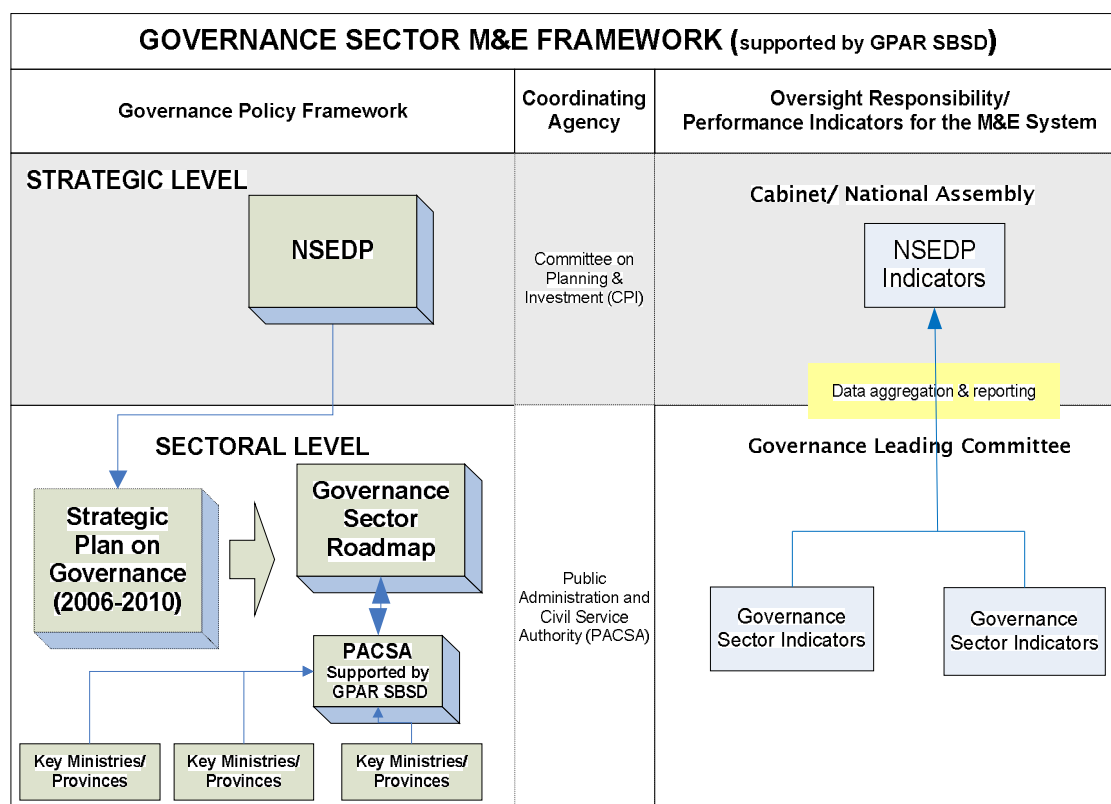 GOVERNANCE SECTOR M&E FRAMEWORK (supported by GPAR SBSD)
Governance Policy Framework
Coordinating
Agency
Oversight Responsibility/
Performance Indicators for the M&E System
STRATEGIC LEVEL
NSEDP
Committee on
Planning &
Investment (CPI)
Cabinet/ National Assembly
NSEDP
Indicators
Data aggregation & reporting
SECTORAL LEVEL
Strategic
Plan on
Governance
(2006-2010)
Governance
Sector
Roadmap
PACSA
Supported by
GPAR SBSD
Key Ministries/
Provinces
Key Ministries/
Provinces
Key Ministries/
Provinces
Public
Administration and
Civil Service
Authority (PACSA)
Governance Leading Committee
Governance
Sector Indicators
Governance
Sector Indicators